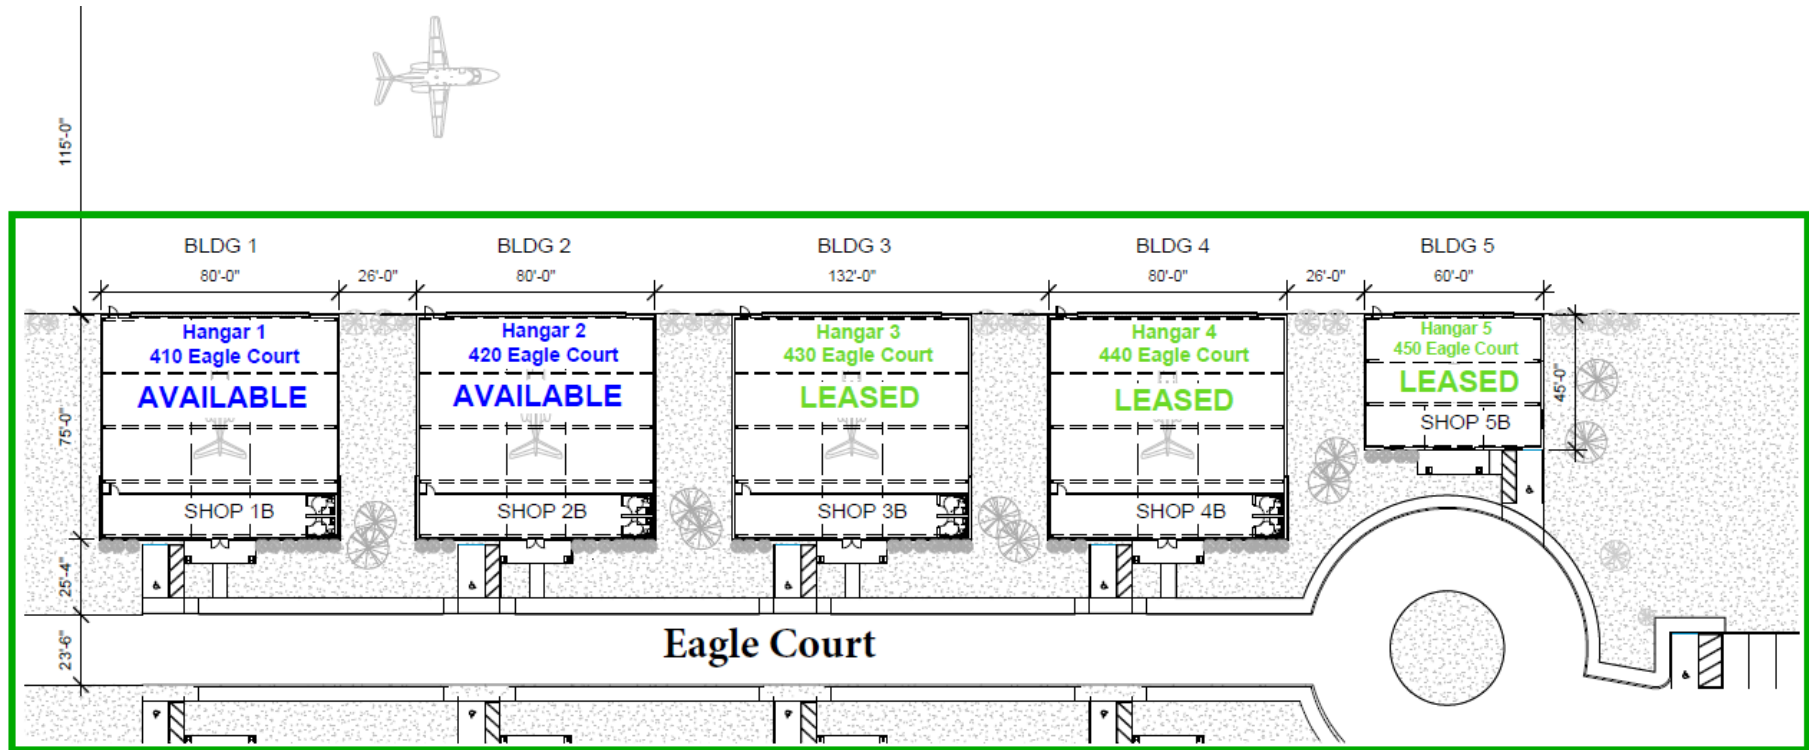 115'-0"
BLDG 1
BLDG 2
BLDG 3
BLDG 4
BLDG 5
80'-0"
26'-0"
80'-0"
132'-0"
80'-0"
26'-0"
60'-0"
Hangar 1
410 Eagle Court
AVAILABLE
SHOP 1B
Hangar 2
420 Eagle Court
AVAILABLE
SHOP 2B
Hangar 3
430 Eagle Court
LEASED
SHOP 3B
Hangar 4
440 Eagle Court
LEASED
SHOP 4B
Hangar 5
450 Eagle Court
LEASED
SHOP 5B
45'-0"
75'-0"
25'-4"
23'-6"
Eagle Court